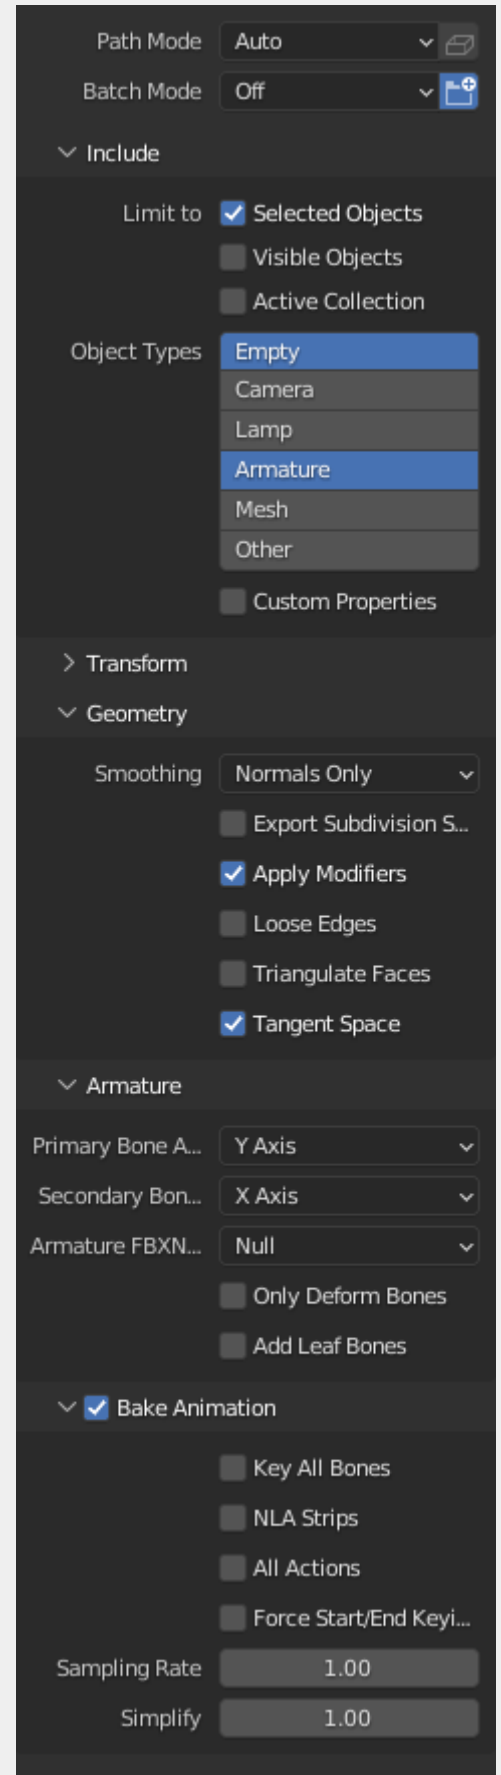 Path Mode Auto
Batch Mode Off
Include
Limit to Selected Objects
Visible Objects
Active Collection
Object Types Empty
Camera
Lamp
Armature
Mesh
Other
Custom Properties
Transform
Geometry
Smoothing Normals Only
Export Subdivision S...
Apply Modifiers
Loose Edges
Triangulate Faces
Tangent Space
Armature
Primary Bone A... Y Axis
Secondary Bon... X Axis
Armature FBXN... Null
Only Deform Bones
Add Leaf Bones
Bake Animation
Key All Bones
NLA Strips
All Actions
Force Start/End Keyi...
Sampling Rate 1.00
Simplify 1.00